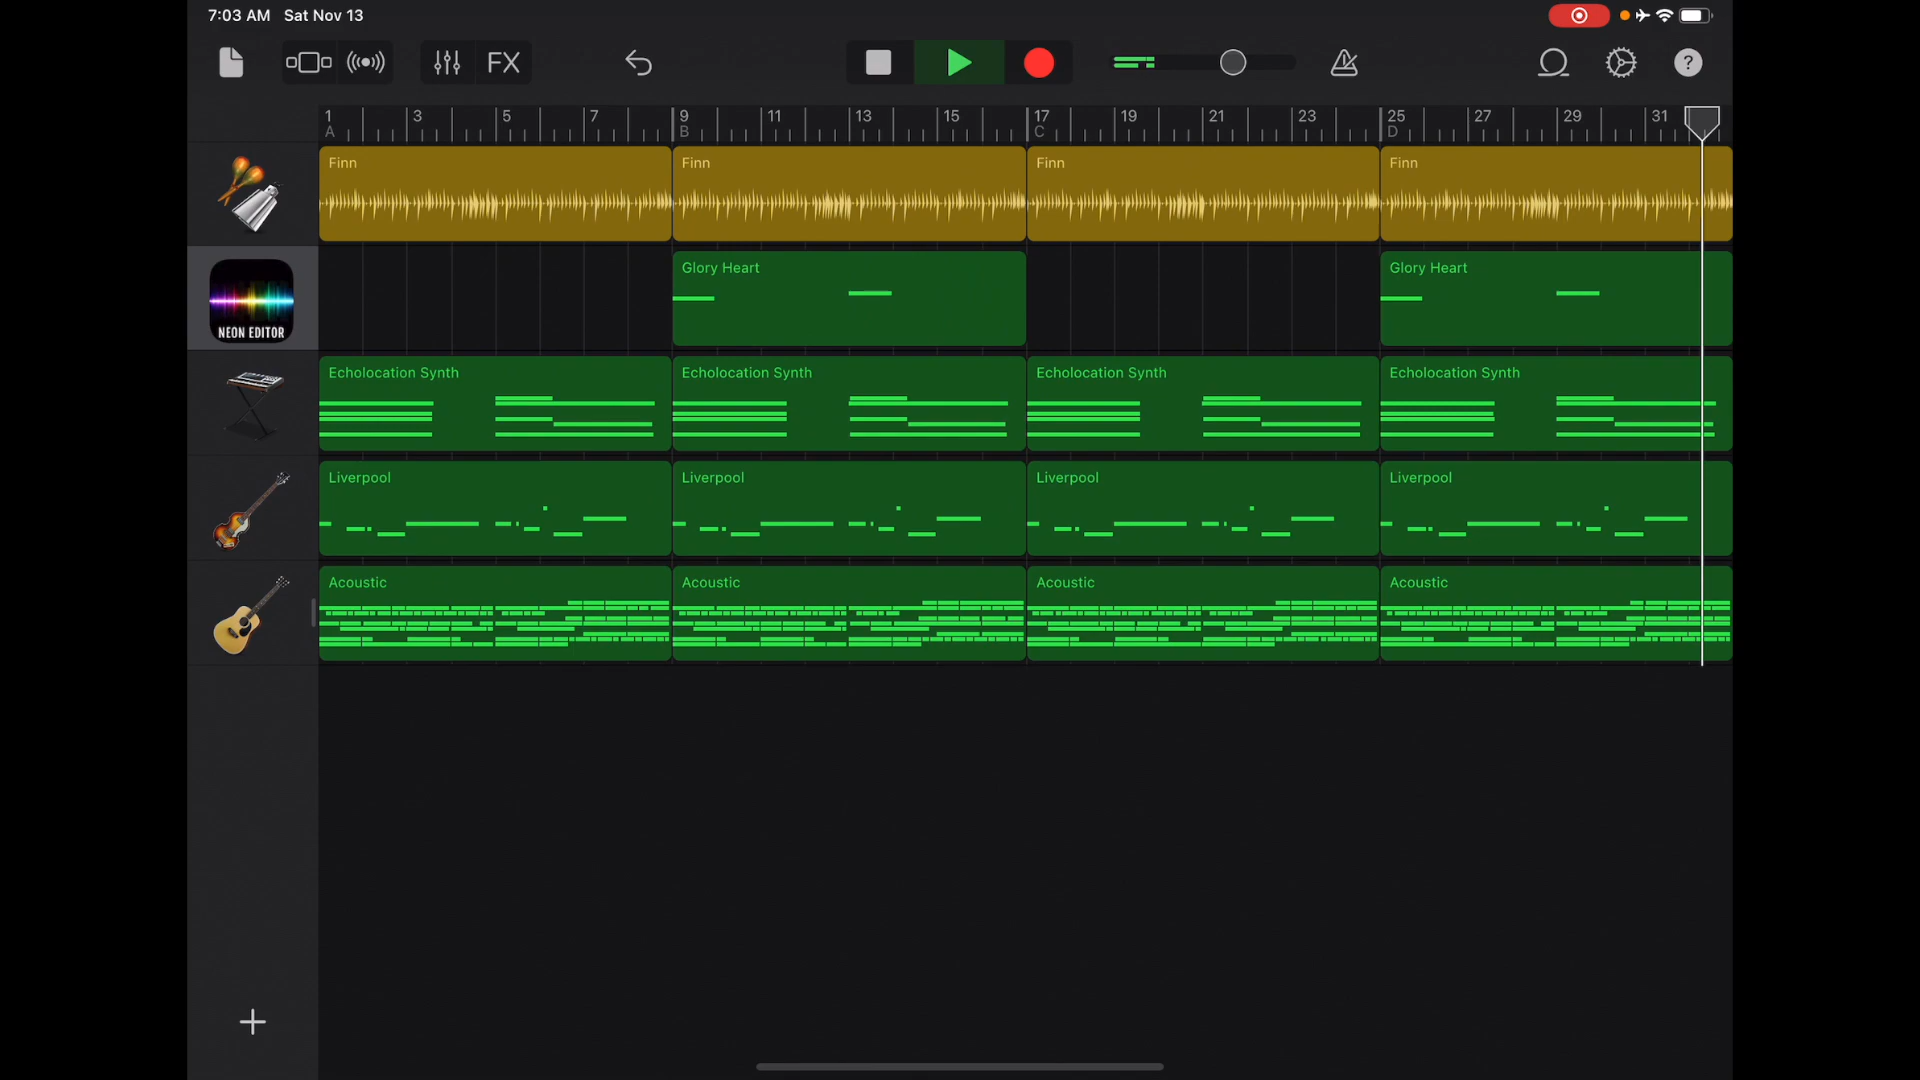 7:03 AM Sat Nov 13
FX
?
1 3 5 7 9 11 13 15 17 19 21 23 25 27 29 31
A B C D
Finn Finn Finn Finn
NEON EDITOR
Glory Heart Glory Heart
Echolocation Synth Echolocation Synth Echolocation Synth Echolocation Synth
Liverpool Liverpool Liverpool Liverpool
Acoustic Acoustic Acoustic Acoustic